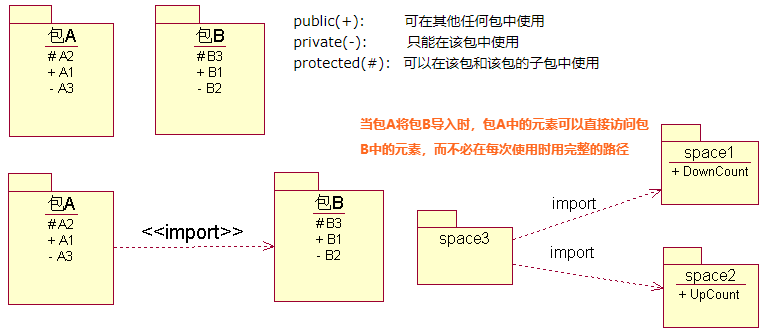 包A
# A2
+ A1
- A3
包B
# B3
+ B1
- B2
public(+): 可在其他任何包中使用
private(-): 只能在该包中使用
protected(#): 可以在该包和该包的子包中使用
当包A将包B导入时，包A中的元素可以直接访问包
B中的元素，而不必在每次使用时用完整的路径
包A
# A2
+ A1
- A3
<<import>>
包B
# B3
+ B1
- B2
space3
import
import
space1
+ DownCount
space2
+ UpCount